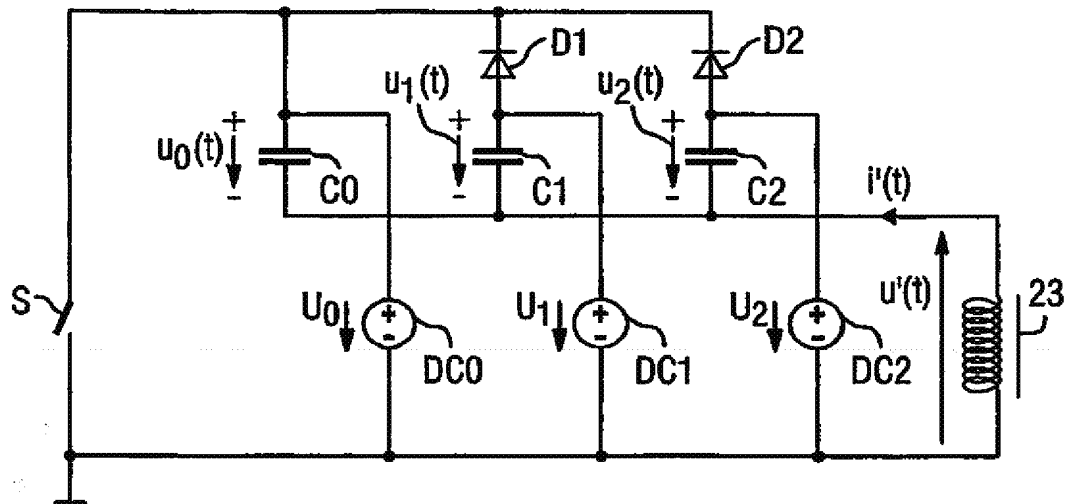 D1
D2
u₁(t)
u₂(t)
+
+
+
u₀(t)
-
-
-
C0
C1
C2
i'(t)
S
U₀
+
-
U₁
+
-
U₂
+
-
u'(t)
23
DC0
DC1
DC2